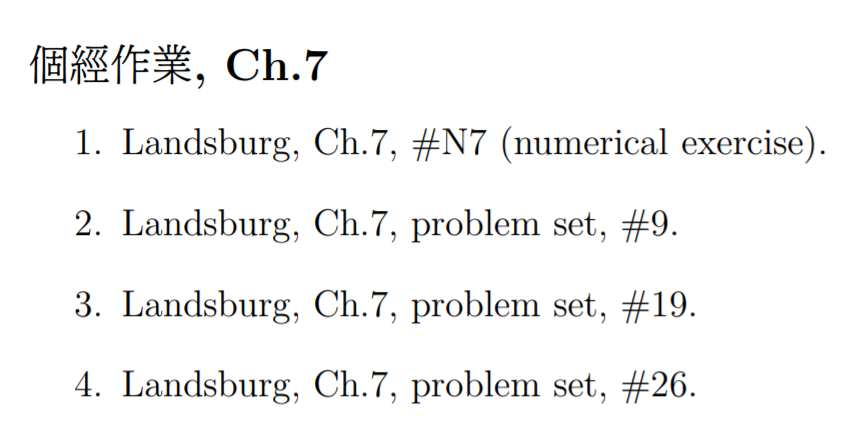 個經作業, Ch.7
1. Landsburg, Ch.7, #N7 (numerical exercise).
2. Landsburg, Ch.7, problem set, #9.
3. Landsburg, Ch.7, problem set, #19.
4. Landsburg, Ch.7, problem set, #26.